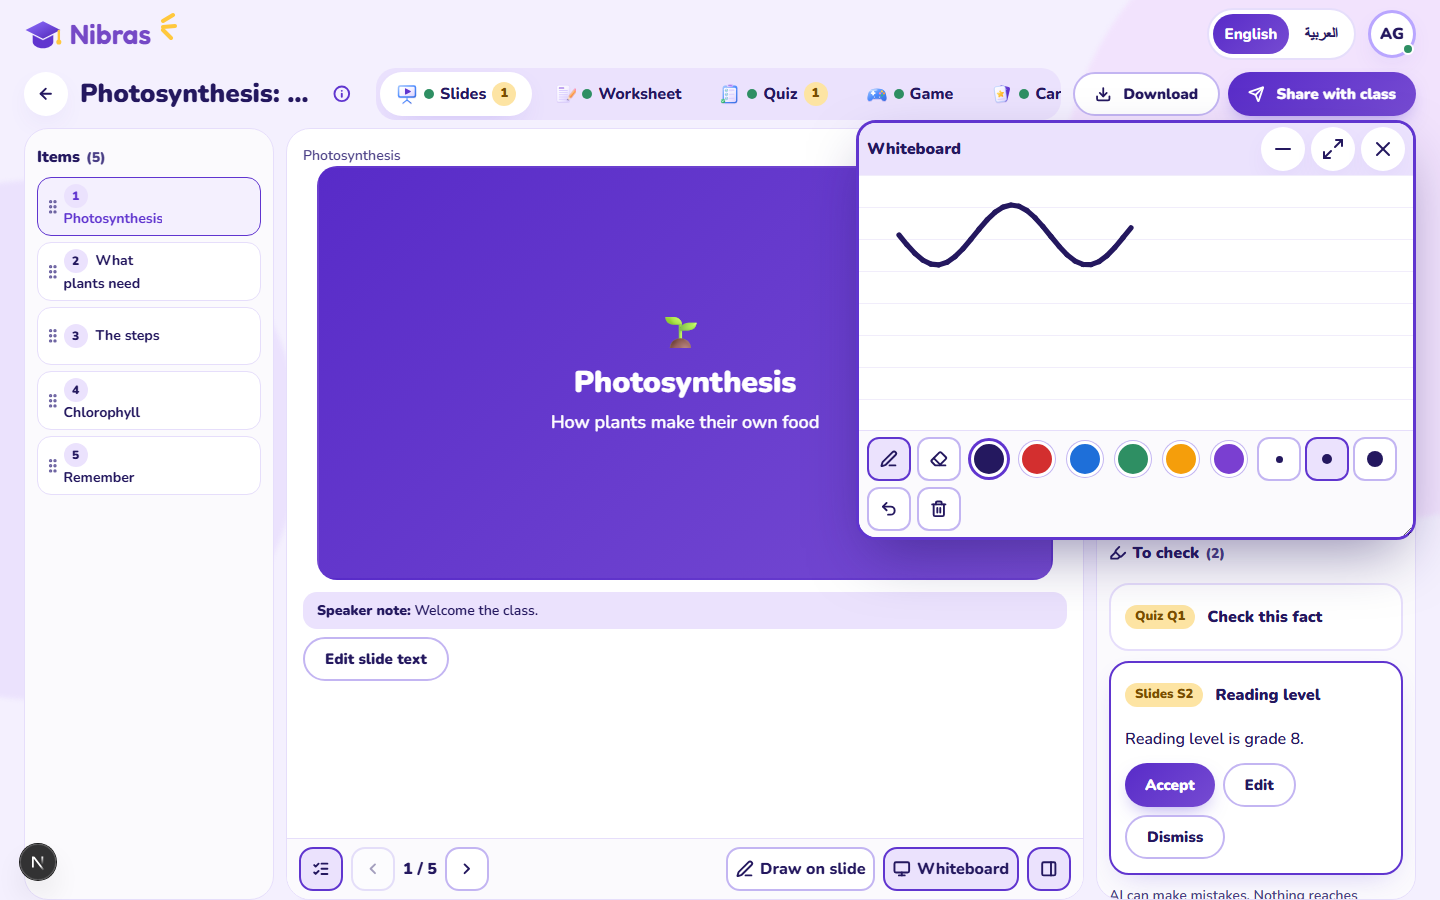 Nibras
English
العربية
AG
Photosynthesis: ...
Slides 1
Worksheet
Quiz 1
Game
Car
Download
Share with class
Items (5)
1
Photosynthesis
2 What
plants need
3 The steps
4
Chlorophyll
5
Remember
Photosynthesis
Photosynthesis
How plants make their own food
Speaker note: Welcome the class.
Edit slide text
Whiteboard
To check (2)
Quiz Q1 Check this fact
Slides S2 Reading level
Reading level is grade 8.
Accept
Edit
Dismiss
AI can make mistakes. Nothing reaches
N
1 / 5
Draw on slide
Whiteboard